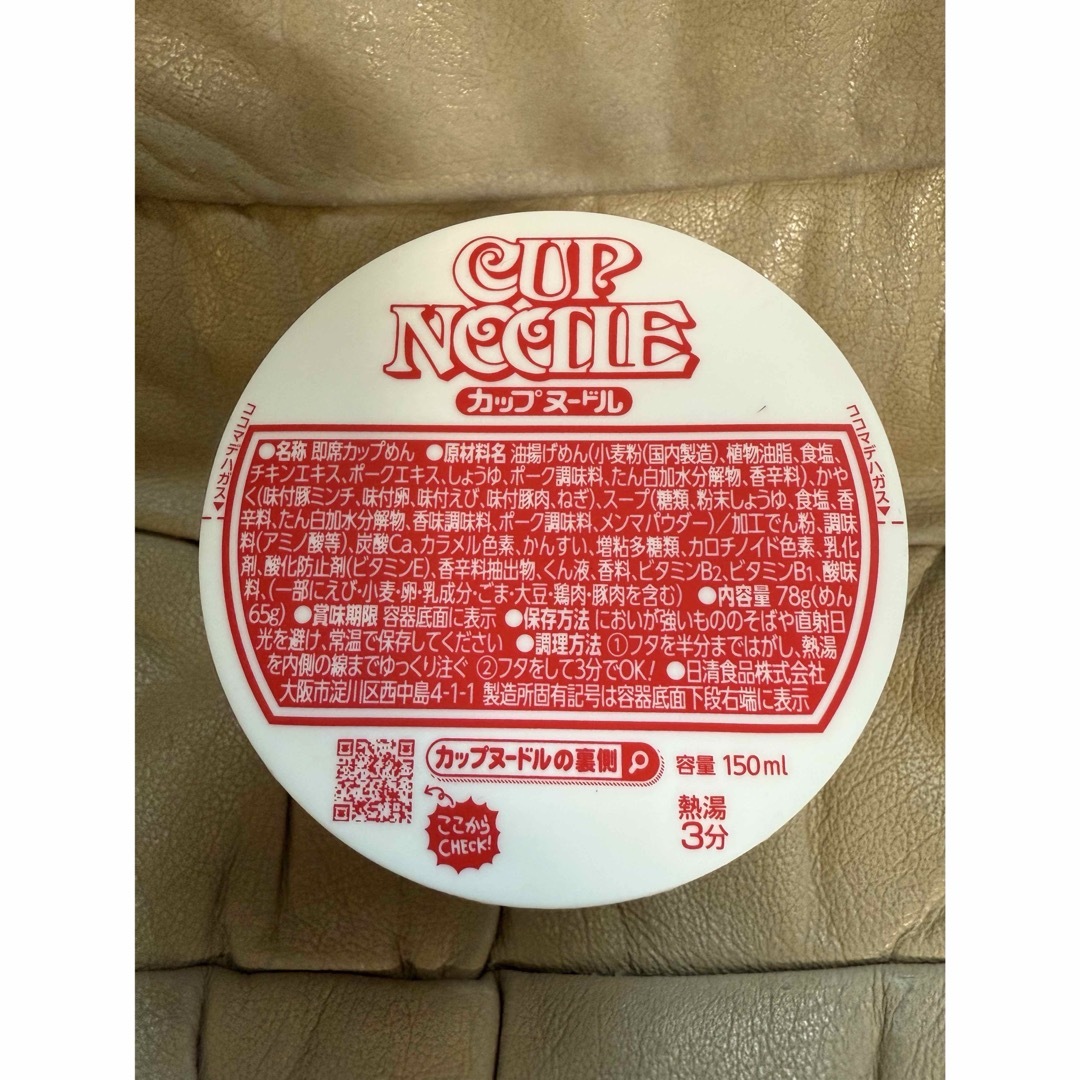 CUP
NOODLE
カップヌードル
ココマデハガス▼
ココマデハガス▼
●名称 即席カップめん ●原材料名 油揚げめん(小麦粉(国内製造)、植物油脂、食塩、
チキンエキス、ポークエキス、しょうゆ、ポーク調味料、たん白加水分解物、香辛料)、かや
く(味付豚ミンチ、味付卵、味付えび、味付豚肉、ねぎ)、スープ(糖類、粉末しょうゆ、食塩、香
辛料、たん白加水分解物、香味調味料、ポーク調味料、メンマパウダー)/加工でん粉、調味
料(アミノ酸等)、炭酸Ca、カラメル色素、かんすい、増粘多糖類、カロチノイド色素、乳化
剤、酸化防止剤(ビタミンE)、香辛料抽出物、くん液、香料、ビタミンB2、ビタミンB1、酸味
料、(一部にえび・小麦・卵・乳成分・ごま・大豆・鶏肉・豚肉を含む) ●内容量 78g(めん
65g) ●賞味期限 容器底面に表示 ●保存方法 においが強いもののそばや直射日
光を避け、常温で保存してください ●調理方法 ①フタを半分まではがし、熱湯
を内側の線までゆっくり注ぐ ②フタをして3分でOK! ●日清食品株式会社
大阪市淀川区西中島4-1-1 製造所固有記号は容器底面下段右端に表示
カップヌードルの裏側
容量 150ml
ここから
CHECK!
熱湯
3分